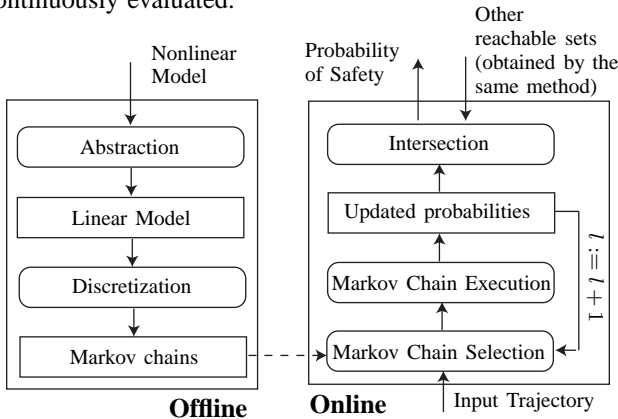 ontinuously evaluated.
Nonlinear
Model
Abstraction
Linear Model
Discretization
Markov chains
Offline
Probability
of Safety
Other
reachable sets
(obtained by the
same method)
Intersection
Updated probabilities
Markov Chain Execution
Markov Chain Selection
l := l + 1
Online
Input Trajectory